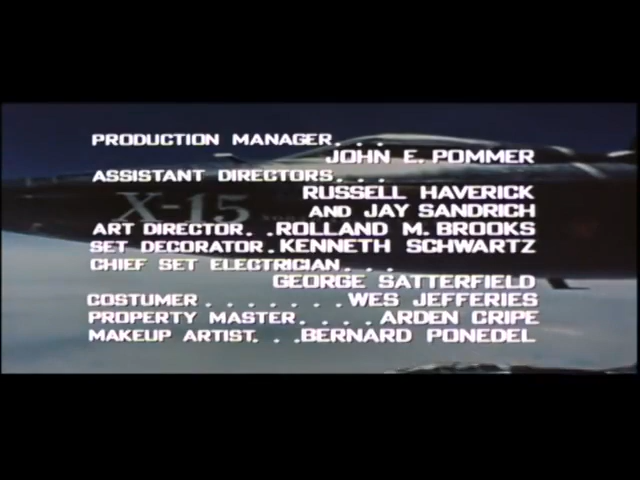 PRODUCTION MANAGER. . .
JOHN E. POMMER
ASSISTANT DIRECTORS. . .
RUSSELL HAVERICK
AND JAY SANDRICH
ART DIRECTOR. . .ROLLAND M. BROOKS
SET DECORATOR. KENNETH SCHWARTZ
CHIEF SET ELECTRICIAN. . .
GEORGE SATTERFIELD
COSTUMER . . . . . . . WES JEFFERIES
PROPERTY MASTER. . . . ARDEN CRIPE
MAKEUP ARTIST. . .BERNARD PONEDEL
X-15